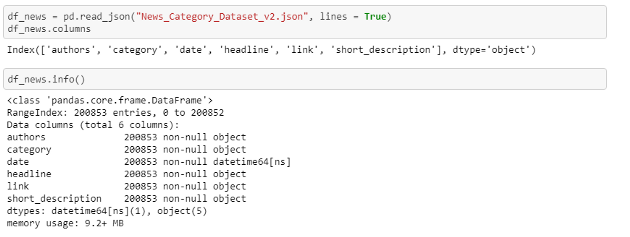 df_news = pd.read_json("News_Category_Dataset_v2.json", lines = True)
df_news.columns
Index(['authors', 'category', 'date', 'headline', 'link', 'short_description'], dtype='object')
df_news.info()
<class 'pandas.core.frame.DataFrame'>
RangeIndex: 200853 entries, 0 to 200852
Data columns (total 6 columns):
authors              200853 non-null object
category             200853 non-null object
date                 200853 non-null datetime64[ns]
headline             200853 non-null object
link                 200853 non-null object
short_description    200853 non-null object
dtypes: datetime64[ns](1), object(5)
memory usage: 9.2+ MB